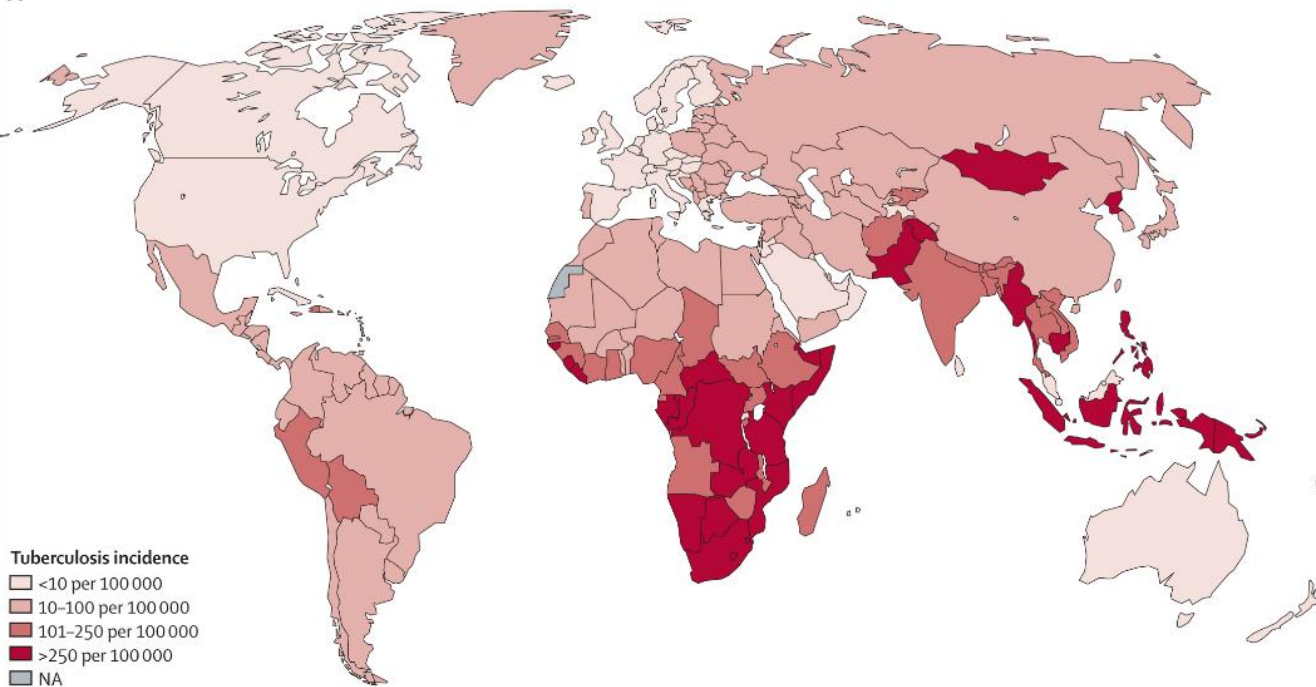 Tuberculosis incidence
<10 per 100 000
10–100 per 100 000
101–250 per 100 000
>250 per 100 000
NA